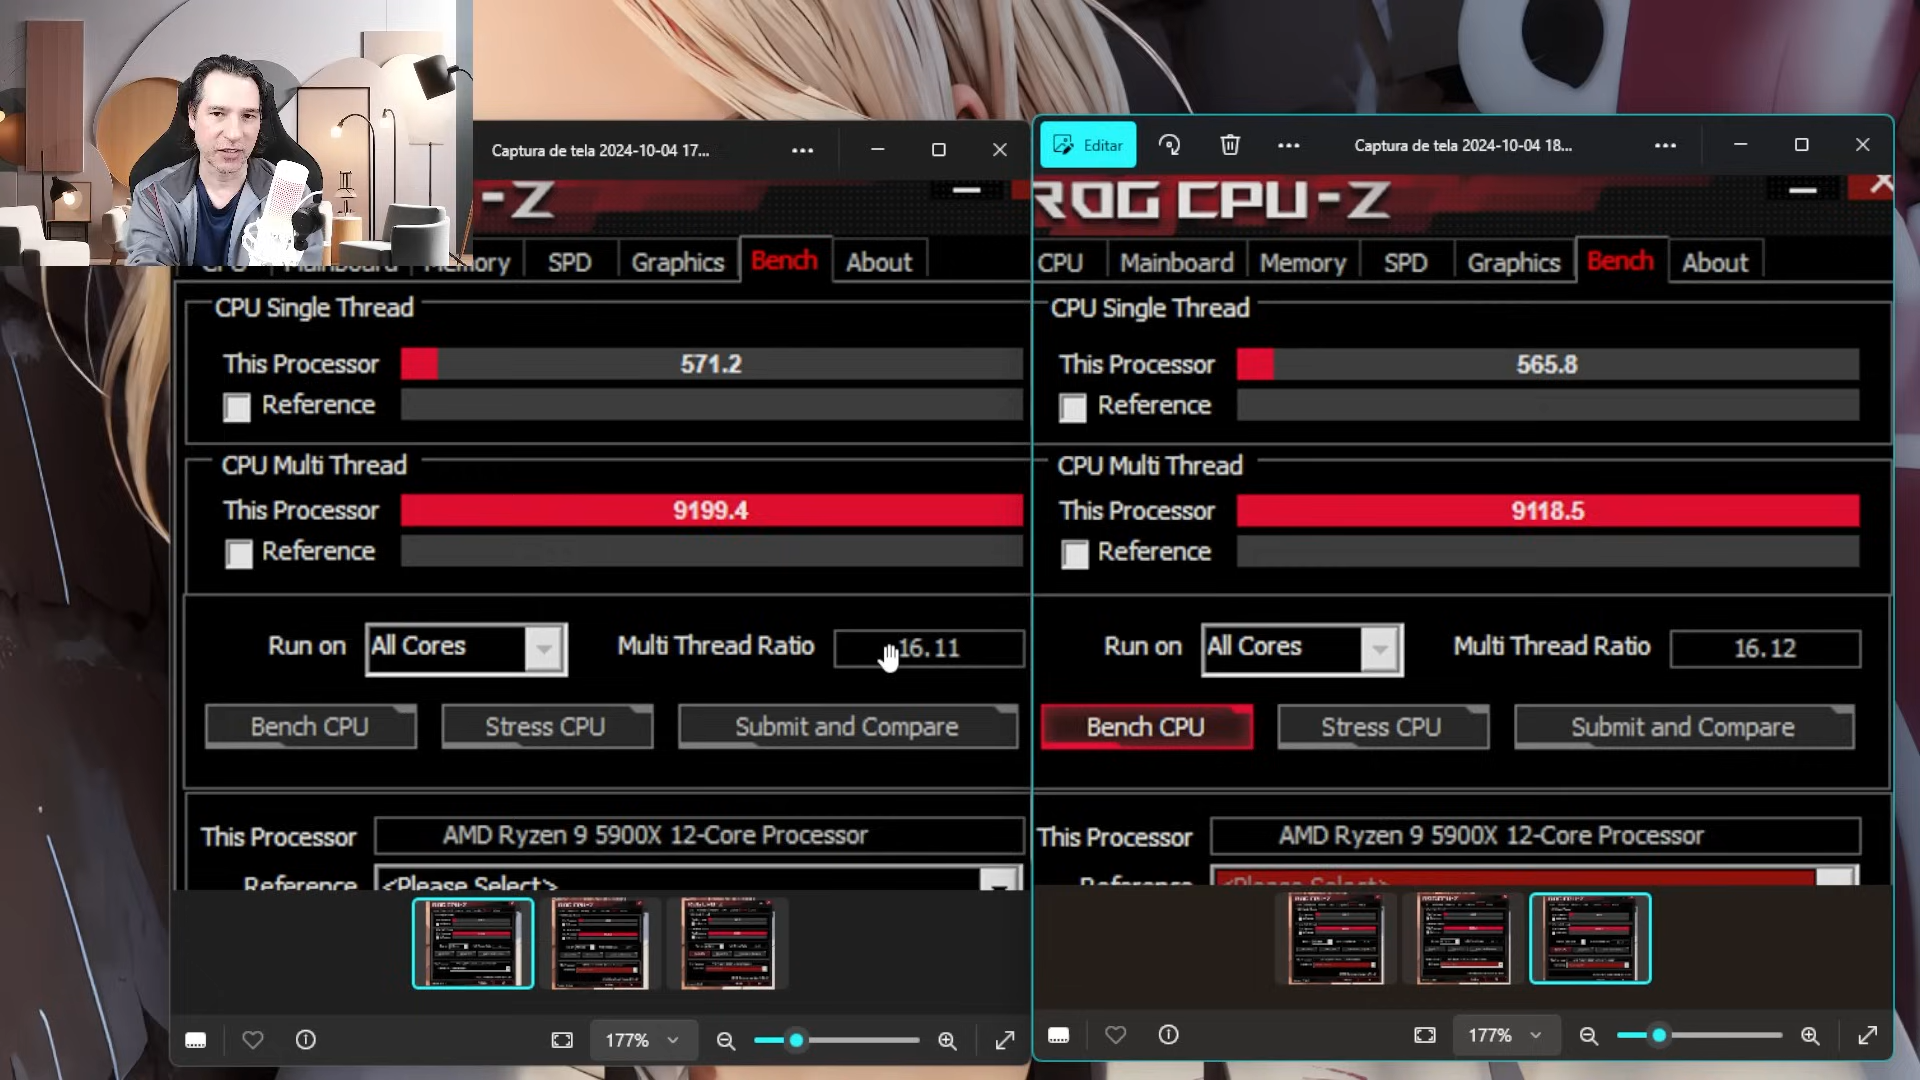 Captura de tela 2024-10-04 17...
-Z
SPD
Graphics
Bench
About
CPU Single Thread
This Processor
571.2
Reference
CPU Multi Thread
This Processor
9199.4
Reference
Run on
All Cores
Multi Thread Ratio
16.11
Bench CPU
Stress CPU
Submit and Compare
This Processor
AMD Ryzen 9 5900X 12-Core Processor
Reference
<Please Select>
177%
Editar
Captura de tela 2024-10-04 18...
ROG CPU-Z
CPU
Mainboard
Memory
SPD
Graphics
Bench
About
CPU Single Thread
This Processor
565.8
Reference
CPU Multi Thread
This Processor
9118.5
Reference
Run on
All Cores
Multi Thread Ratio
16.12
Bench CPU
Stress CPU
Submit and Compare
This Processor
AMD Ryzen 9 5900X 12-Core Processor
Reference
<Please Select>
177%